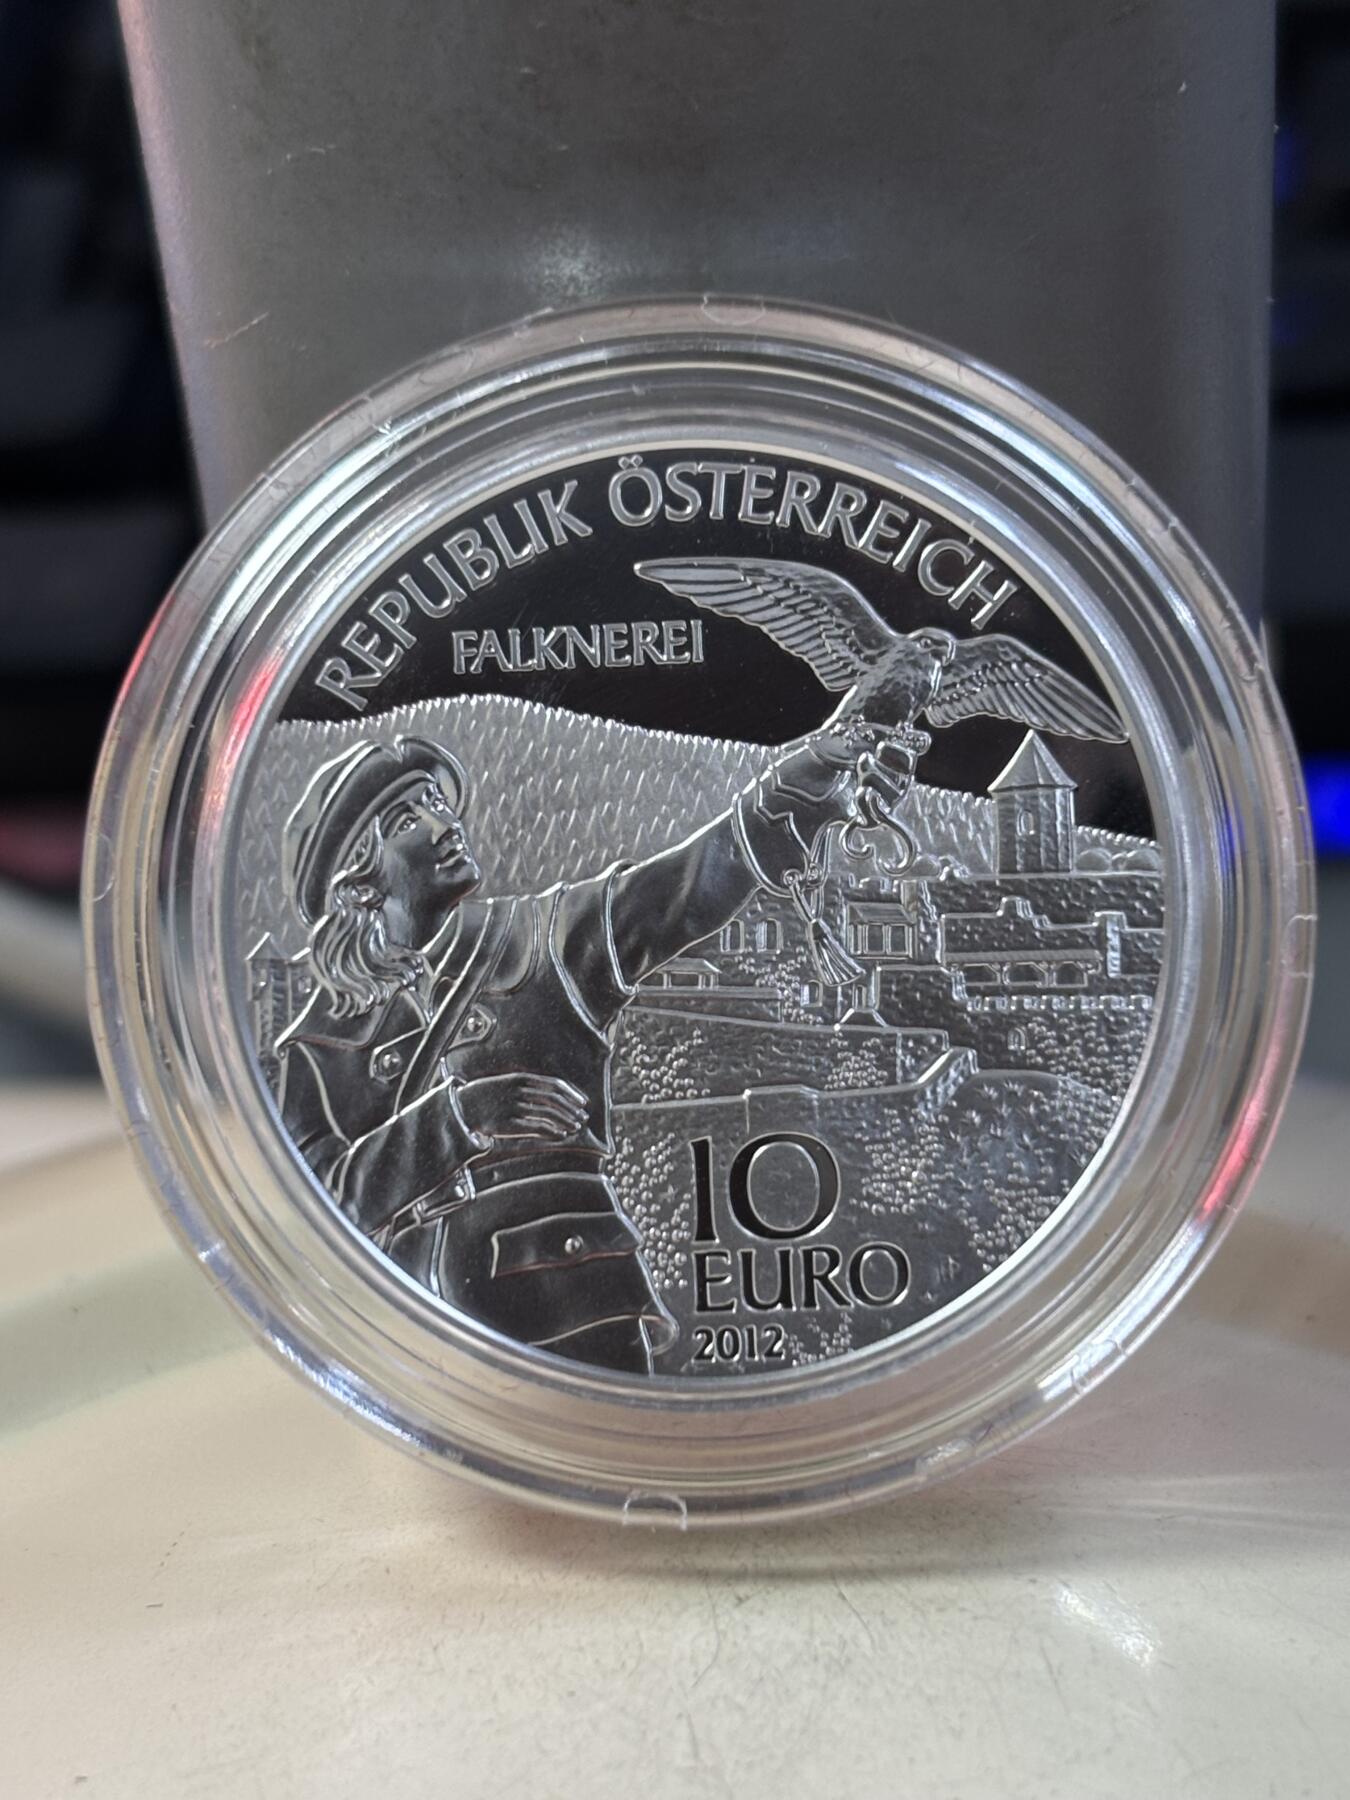 REPUBLIK ÖSTERREICH
FALKNEREI
10
EURO
2012